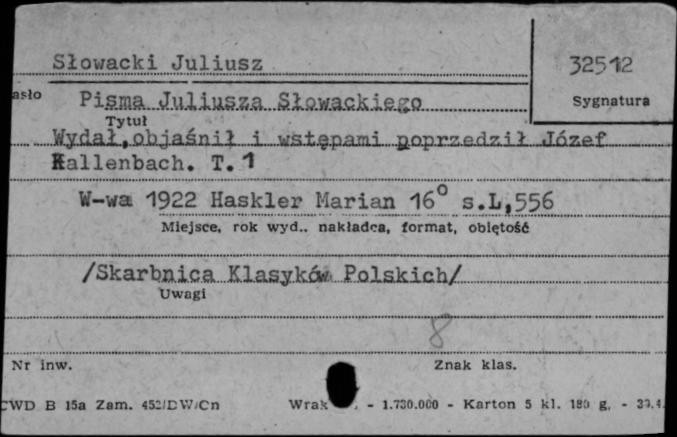 Słowacki Juliusz
32512
asło
Pisma Juliusza Słowackiego
Sygnatura
Tytuł
Wydał,objaśnił i wstępami poprzedził Józef
Kallenbach. T.1
W-wa 1922 Haskler Marian 16° s.L,556
Miejsce, rok wyd.. nakładca, format, objętość
/Skarbnica Klasyków Polskich/
Uwagi
8
Nr inw.
Znak klas.
CWD B 15a Zam. 452/DW/Cn
- 1.730.000 - Karton 5 kl. 180 g, -